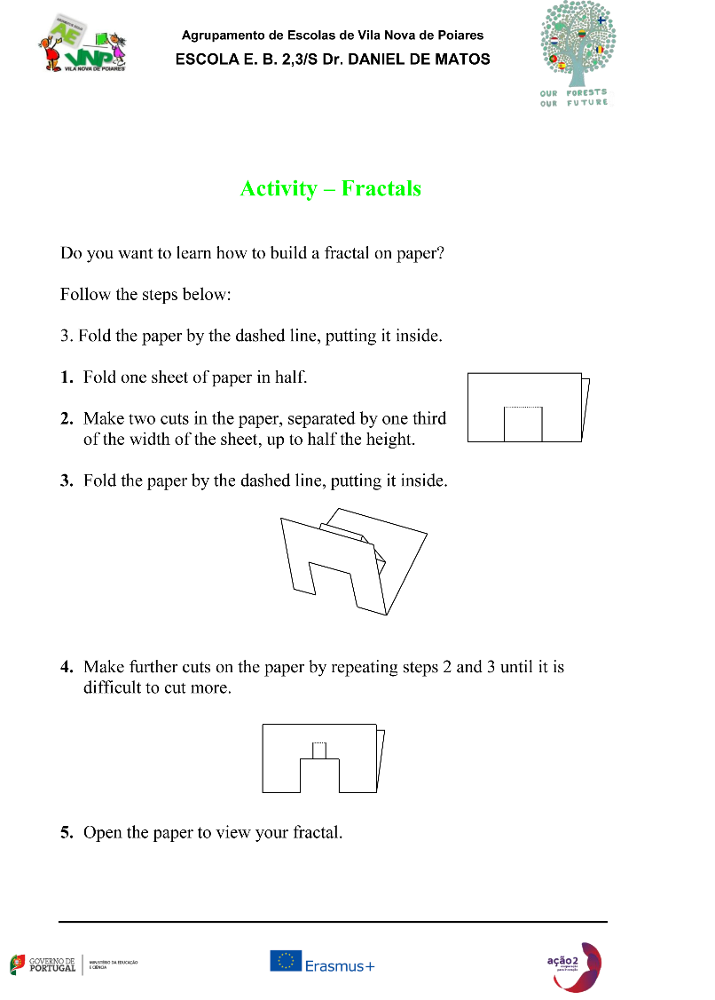 AE
VNP
VILA NOVA DE POIARES
Agrupamento de Escolas de Vila Nova de Poiares
ESCOLA E. B. 2,3/S Dr. DANIEL DE MATOS
OUR FORESTS
OUR FUTURE
Activity – Fractals
Do you want to learn how to build a fractal on paper?
Follow the steps below:
3. Fold the paper by the dashed line, putting it inside.
1. Fold one sheet of paper in half.
2. Make two cuts in the paper, separated by one third
of the width of the sheet, up to half the height.
3. Fold the paper by the dashed line, putting it inside.
4. Make further cuts on the paper by repeating steps 2 and 3 until it is
difficult to cut more.
5. Open the paper to view your fractal.
GOVERNO DE
PORTUGAL
MINISTÉRIO DA EDUCAÇÃO
E CIÊNCIA
Erasmus+
ação2